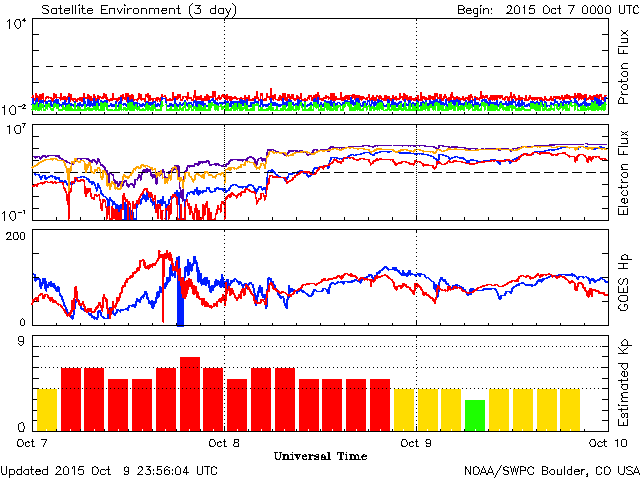 Satellite Environment (3 day)
Begin: 2015 Oct 7 0000 UTC
10⁴
10⁻²
Proton Flux
10⁷
10⁻¹
Electron Flux
200
0
GOES Hp
9
0
Estimated Kp
Oct 7 Oct 8 Oct 9 Oct 10
Universal Time
Updated 2015 Oct 9 23:56:04 UTC
NOAA/SWPC Boulder, CO USA